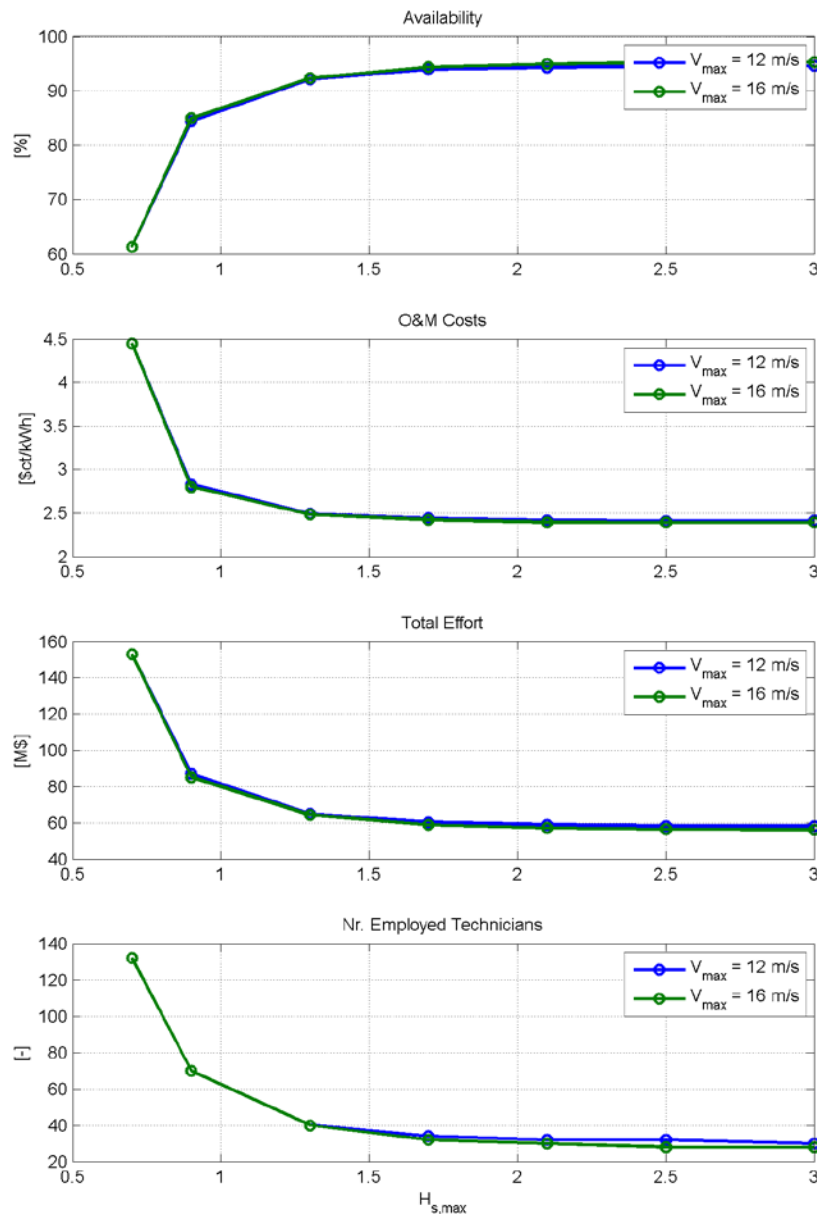 Availability
100
90
80
70
60
[%]
V_max = 12 m/s
V_max = 16 m/s
0.5 1 1.5 2 2.5 3
O&M Costs
4.5
4
3.5
3
2.5
2
[$ct/kWh]
V_max = 12 m/s
V_max = 16 m/s
0.5 1 1.5 2 2.5 3
Total Effort
160
140
120
100
80
60
40
[M$]
V_max = 12 m/s
V_max = 16 m/s
0.5 1 1.5 2 2.5 3
Nr. Employed Technicians
140
120
100
80
60
40
20
[-]
V_max = 12 m/s
V_max = 16 m/s
0.5 1 1.5 2 2.5 3
H_s,max